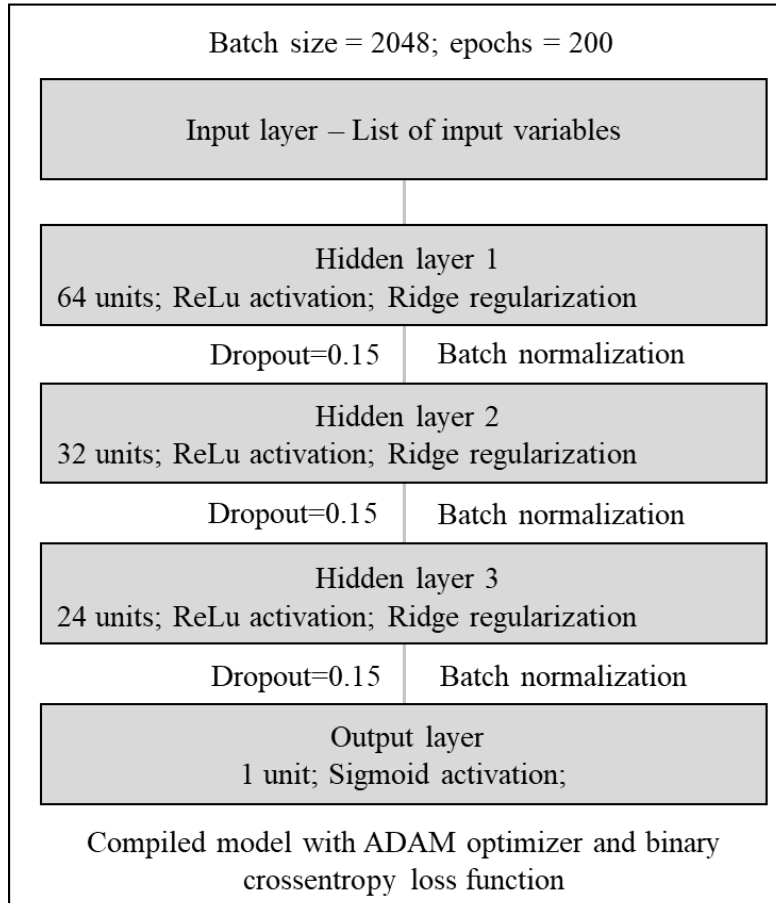 Batch size = 2048; epochs = 200
Input layer – List of input variables
Hidden layer 1
64 units; ReLu activation; Ridge regularization
Dropout=0.15 Batch normalization
Hidden layer 2
32 units; ReLu activation; Ridge regularization
Dropout=0.15 Batch normalization
Hidden layer 3
24 units; ReLu activation; Ridge regularization
Dropout=0.15 Batch normalization
Output layer
1 unit; Sigmoid activation;
Compiled model with ADAM optimizer and binary
crossentropy loss function